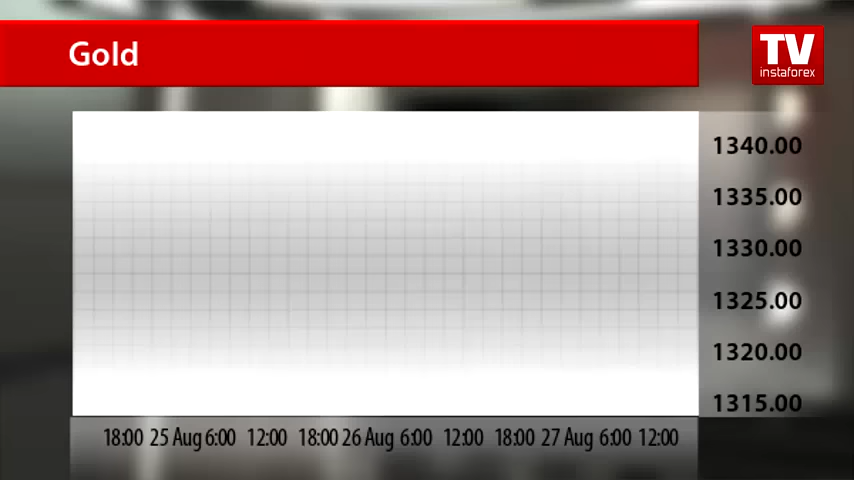 Gold
TV
instaforex
1340.00
1335.00
1330.00
1325.00
1320.00
1315.00
18:00 25 Aug 6:00 12:00 18:00 26 Aug 6:00 12:00 18:00 27 Aug 6:00 12:00